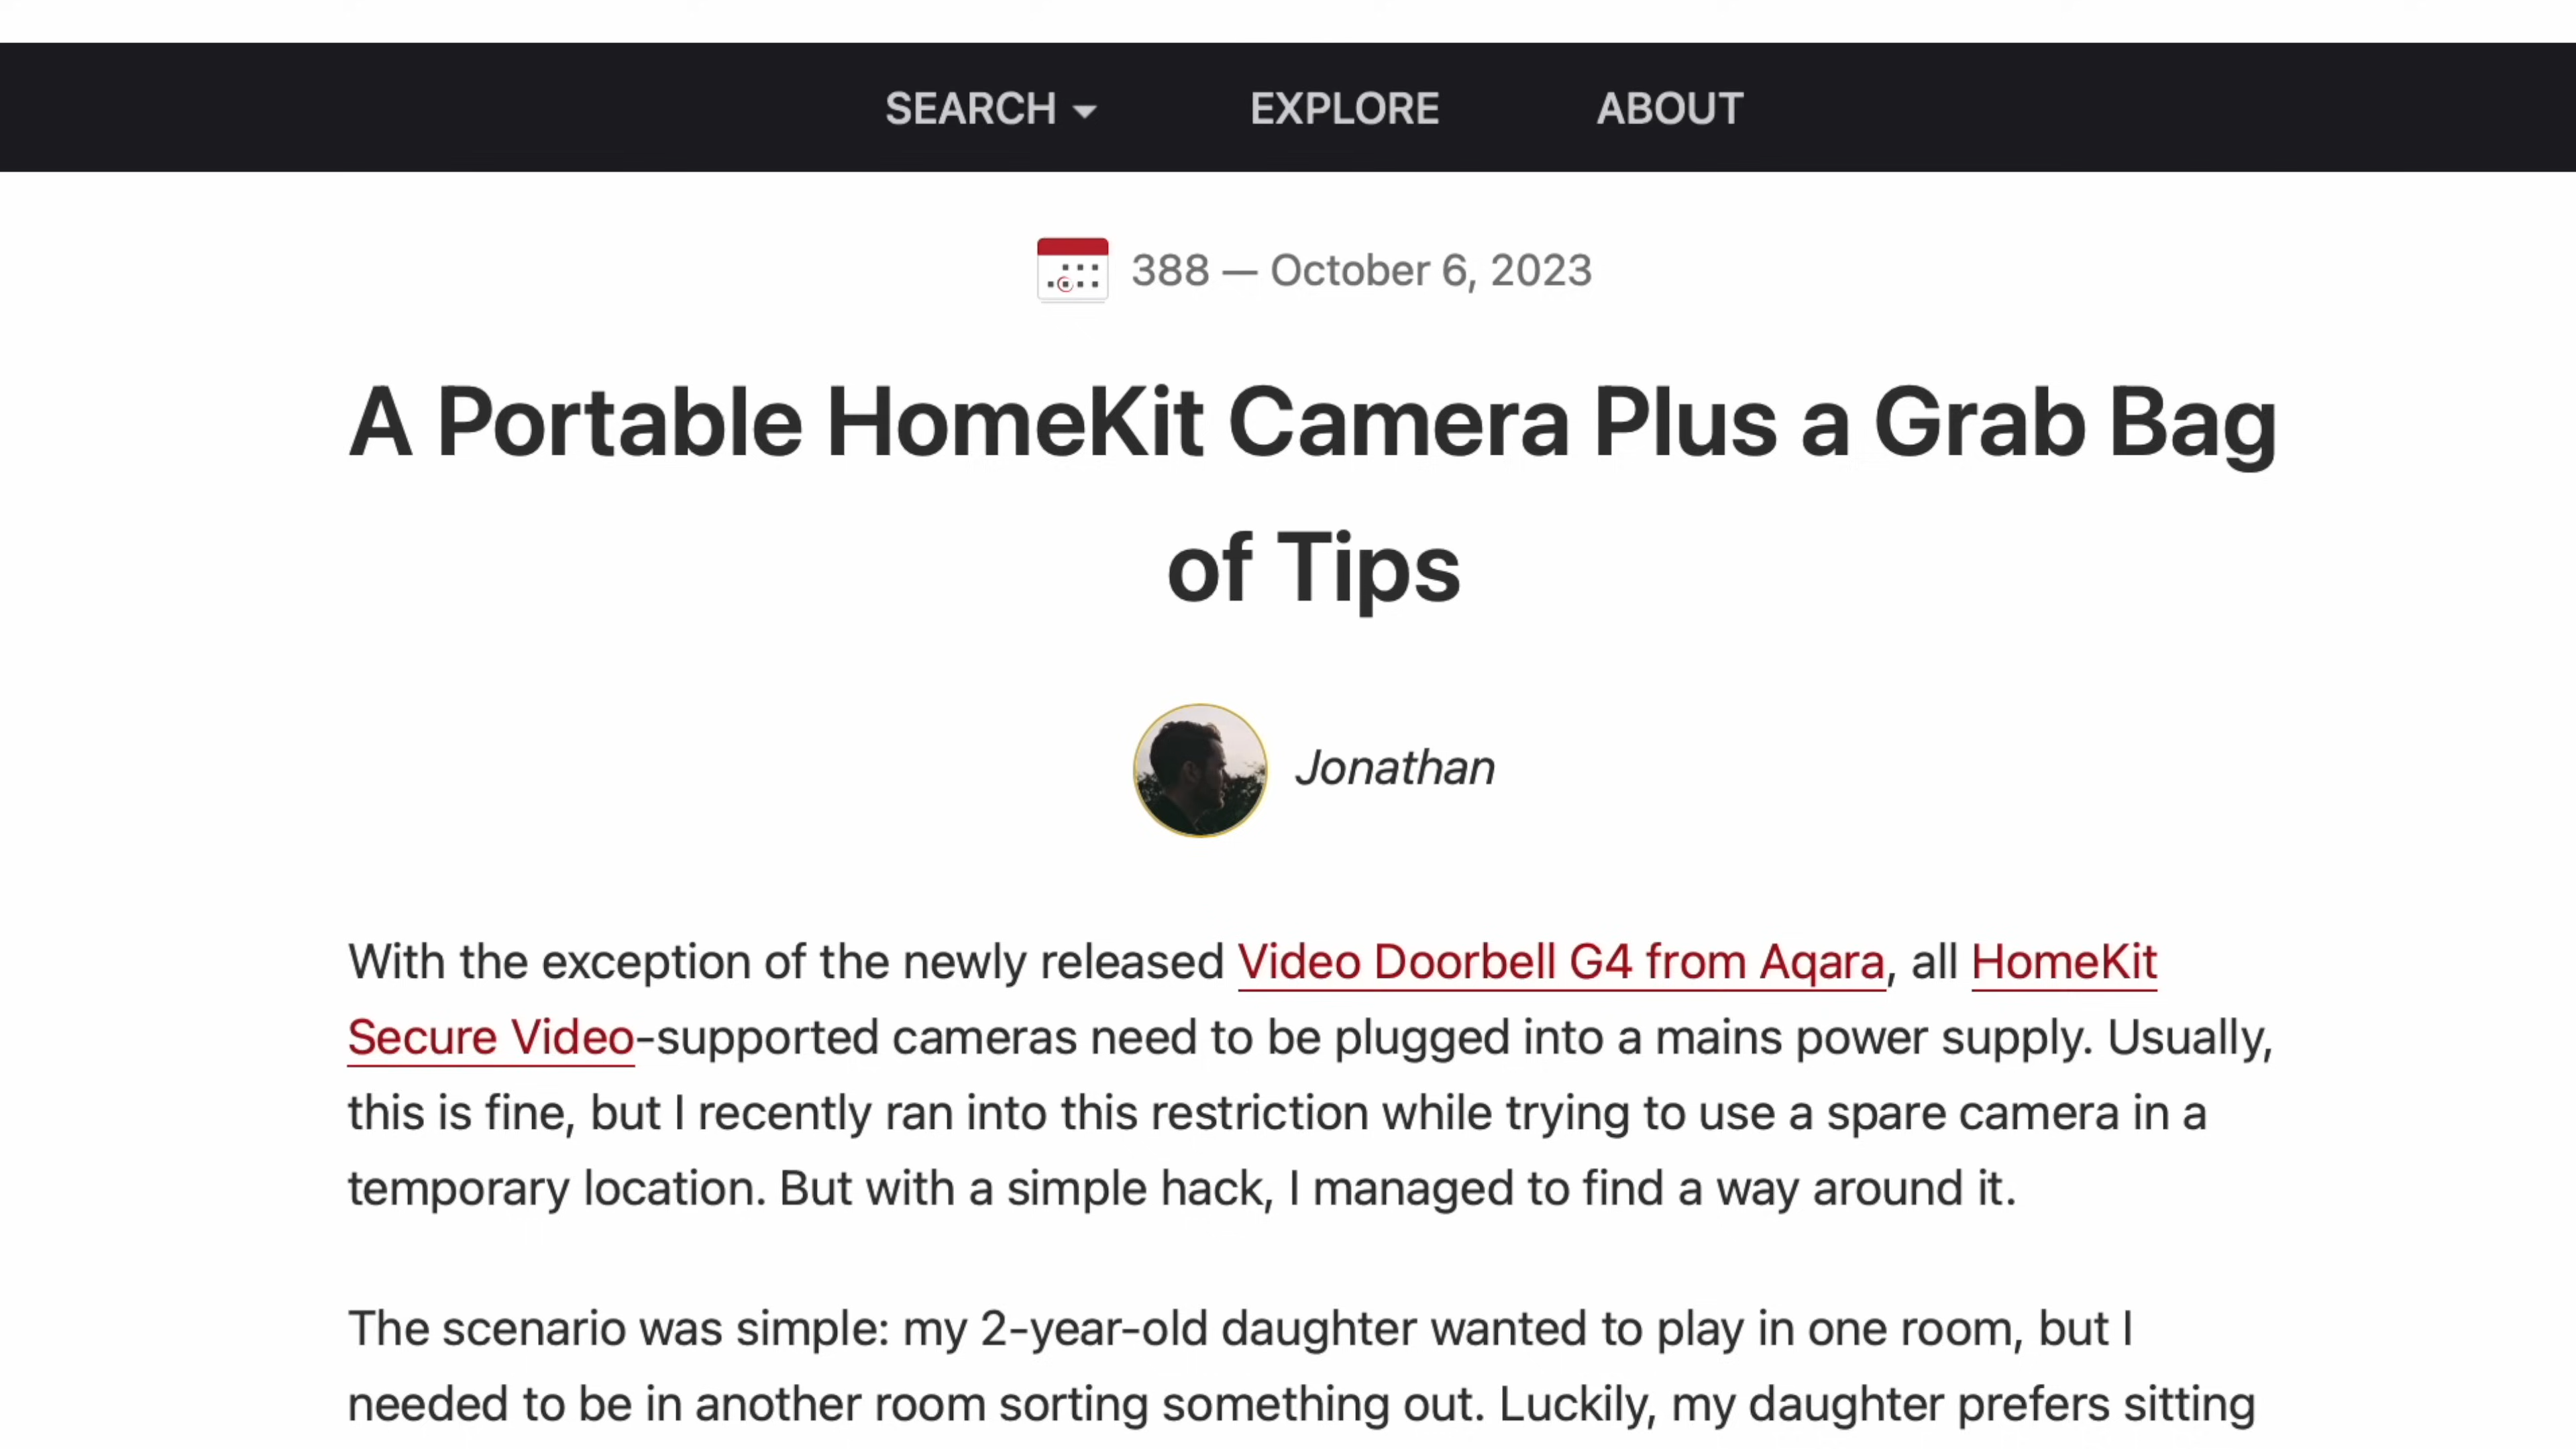 SEARCH EXPLORE ABOUT
388 — October 6, 2023
A Portable HomeKit Camera Plus a Grab Bag
of Tips
Jonathan
With the exception of the newly released Video Doorbell G4 from Aqara, all HomeKit
Secure Video-supported cameras need to be plugged into a mains power supply. Usually,
this is fine, but I recently ran into this restriction while trying to use a spare camera in a
temporary location. But with a simple hack, I managed to find a way around it.
The scenario was simple: my 2-year-old daughter wanted to play in one room, but I
needed to be in another room sorting something out. Luckily, my daughter prefers sitting